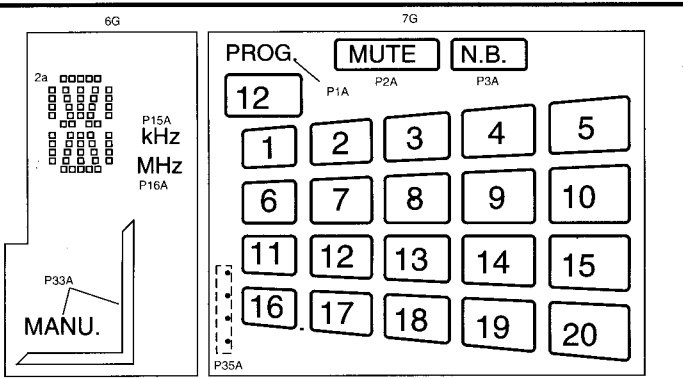 6G
7G
2a
P15A
kHz
MHz
P16A
P33A
MANU.
PROG.
MUTE
N.B.
P1A
P2A
P3A
12
1 2 3 4 5
6 7 8 9 10
11 12 13 14 15
16 17 18 19 20
P35A